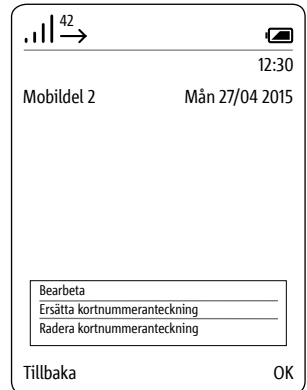 42
12:30
Mobildel 2 Mån 27/04 2015
Bearbeta
Ersätta kortnummeranteckning
Radera kortnummeranteckning
Tillbaka OK